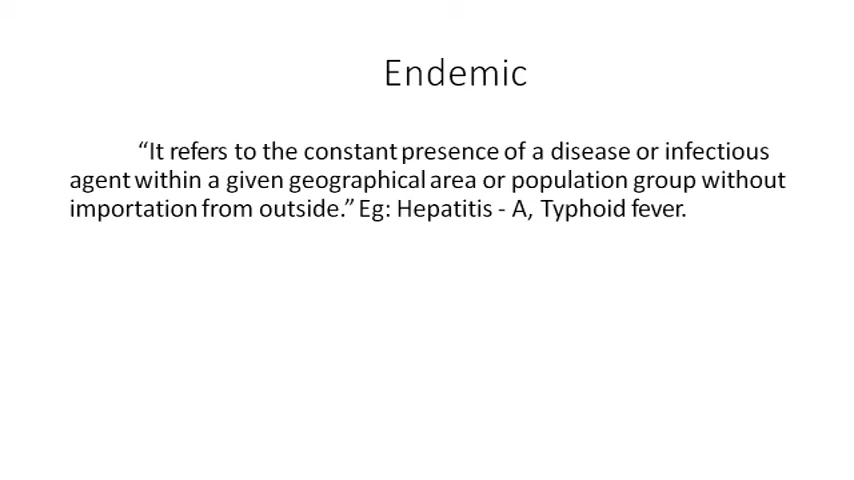 Endemic
“It refers to the constant presence of a disease or infectious
agent within a given geographical area or population group without
importation from outside.” Eg: Hepatitis - A, Typhoid fever.